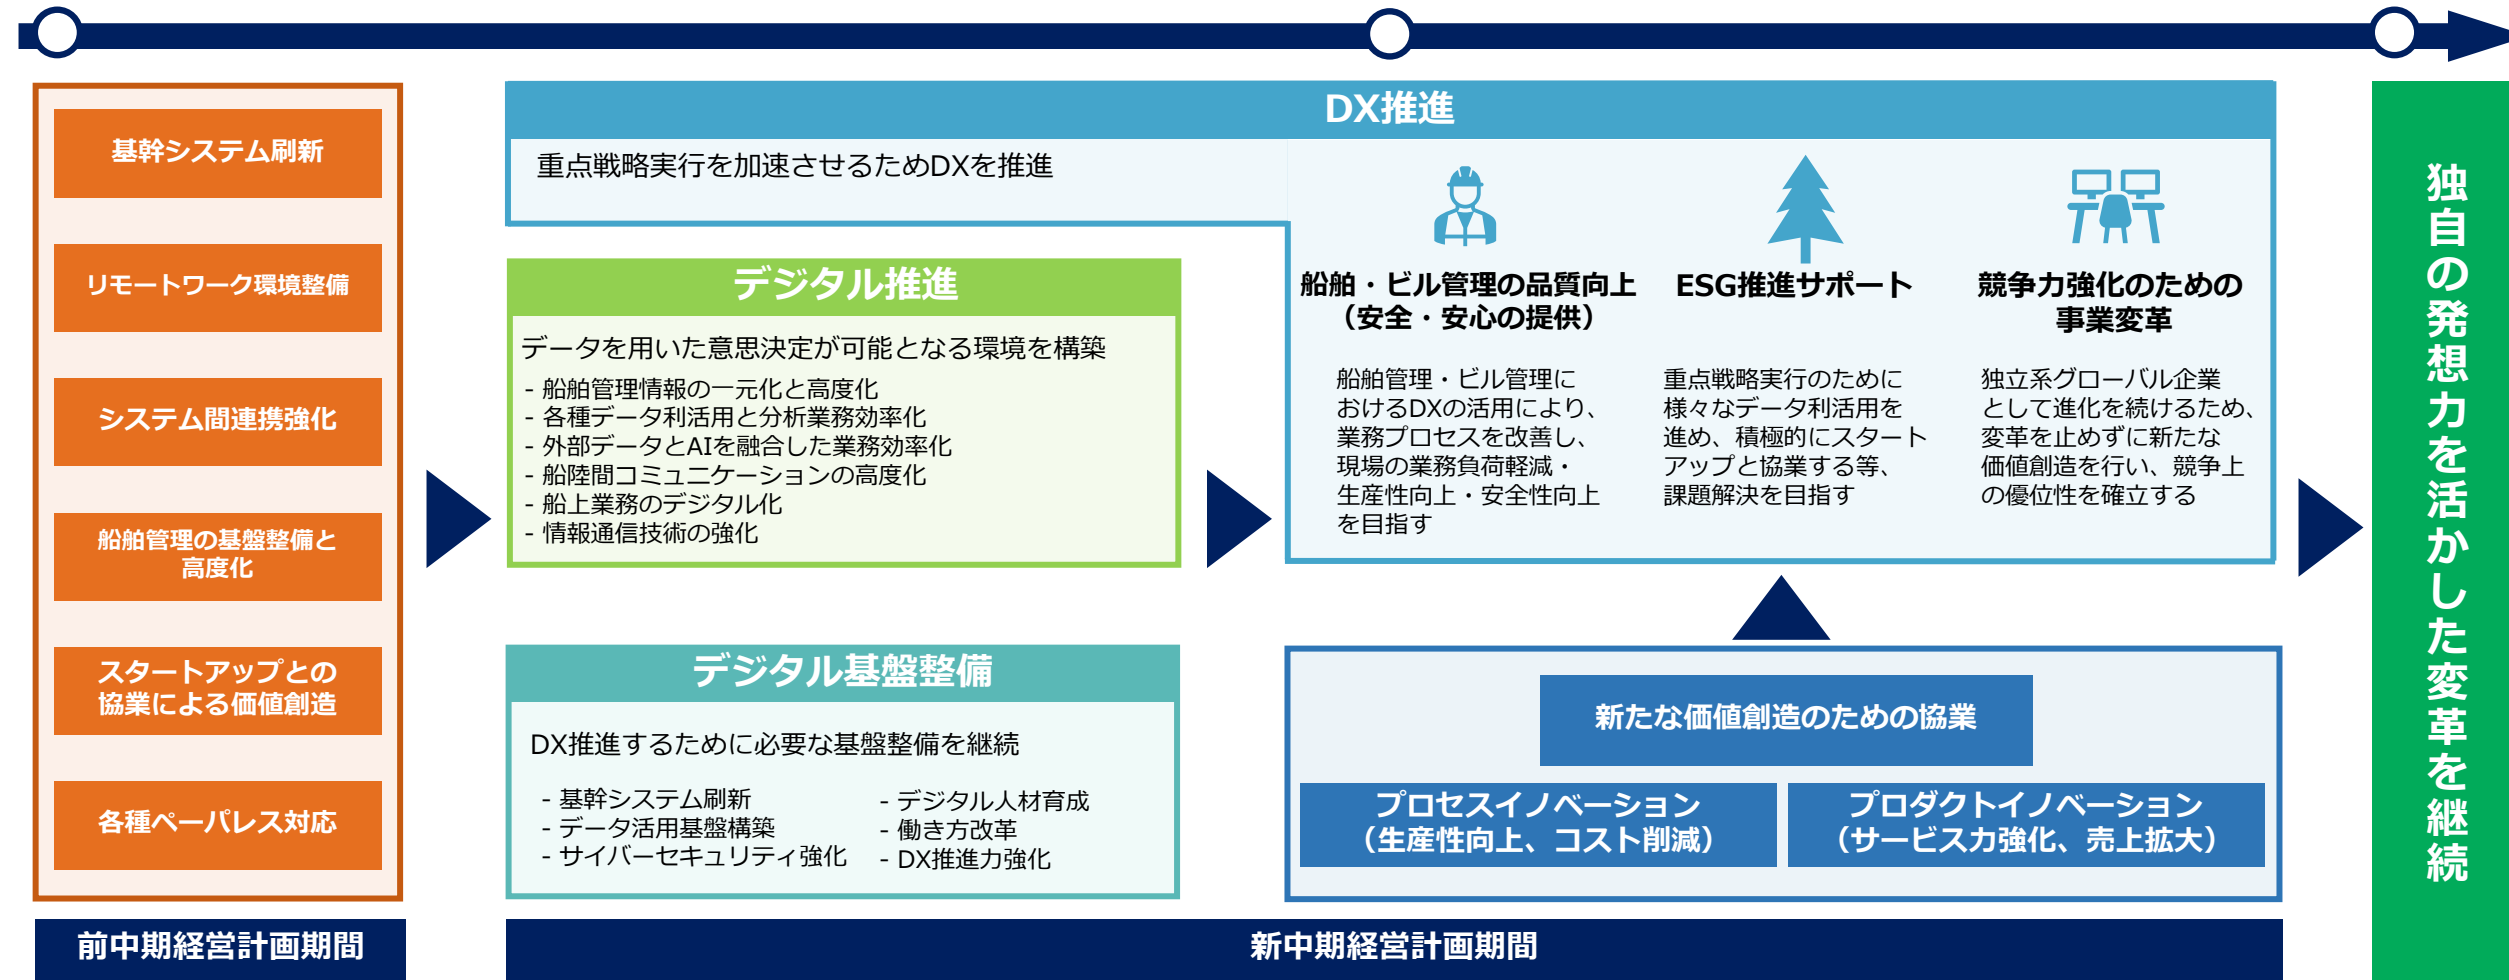 基幹システム刷新
リモートワーク環境整備
システム間連携強化
船舶管理の基盤整備と
高度化
スタートアップとの
協業による価値創造
各種ペーパレス対応
前中期経営計画期間
DX推進
重点戦略実行を加速させるためDXを推進
デジタル推進
データを用いた意思決定が可能となる環境を構築
- 船舶管理情報の一元化と高度化
- 各種データ利活用と分析業務効率化
- 外部データとAIを融合した業務効率化
- 船陸間コミュニケーションの高度化
- 船上業務のデジタル化
- 情報通信技術の強化
デジタル基盤整備
DX推進するために必要な基盤整備を継続
- 基幹システム刷新
- データ活用基盤構築
- サイバーセキュリティ強化
- デジタル人材育成
- 働き方改革
- DX推進力強化
船舶・ビル管理の品質向上
（安全・安心の提供）
船舶管理・ビル管理に
おけるDXの活用により、
業務プロセスを改善し、
現場の業務負荷軽減・
生産性向上・安全性向上
を目指す
ESG推進サポート
重点戦略実行のために
様々なデータ利活用を
進め、積極的にスタート
アップと協業する等、
課題解決を目指す
競争力強化のための
事業変革
独立系グローバル企業
として進化を続けるため、
変革を止めずに新たな
価値創造を行い、競争上
の優位性を確立する
新たな価値創造のための協業
プロセスイノベーション
（生産性向上、コスト削減）
プロダクトイノベーション
（サービス力強化、売上拡大）
新中期経営計画期間
独自の発想力を活かした変革を継続